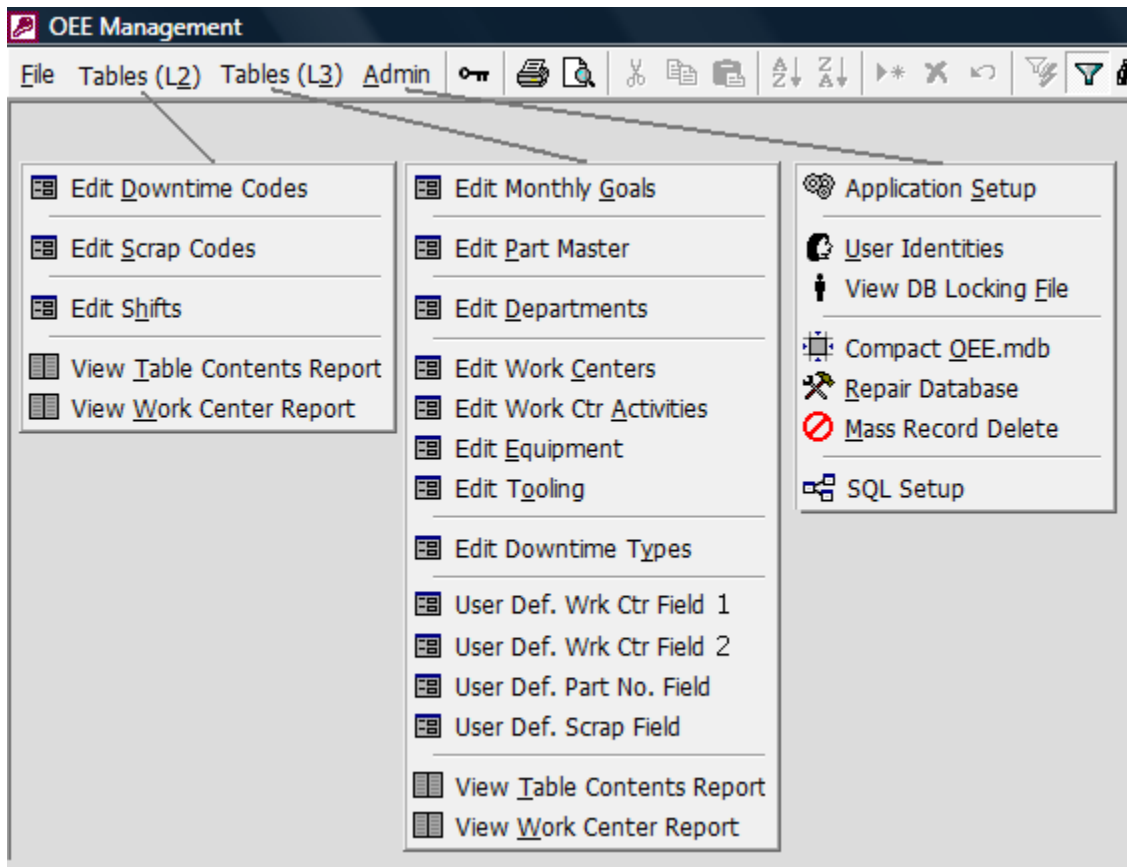 OEE Management
File Tables (L2) Tables (L3) Admin
Edit Downtime Codes
Edit Scrap Codes
Edit Shifts
View Table Contents Report
View Work Center Report
Edit Monthly Goals
Edit Part Master
Edit Departments
Edit Work Centers
Edit Work Ctr Activities
Edit Equipment
Edit Tooling
Edit Downtime Types
User Def. Wrk Ctr Field 1
User Def. Wrk Ctr Field 2
User Def. Part No. Field
User Def. Scrap Field
View Table Contents Report
View Work Center Report
Application Setup
User Identities
View DB Locking File
Compact OEE.mdb
Repair Database
Mass Record Delete
SQL Setup